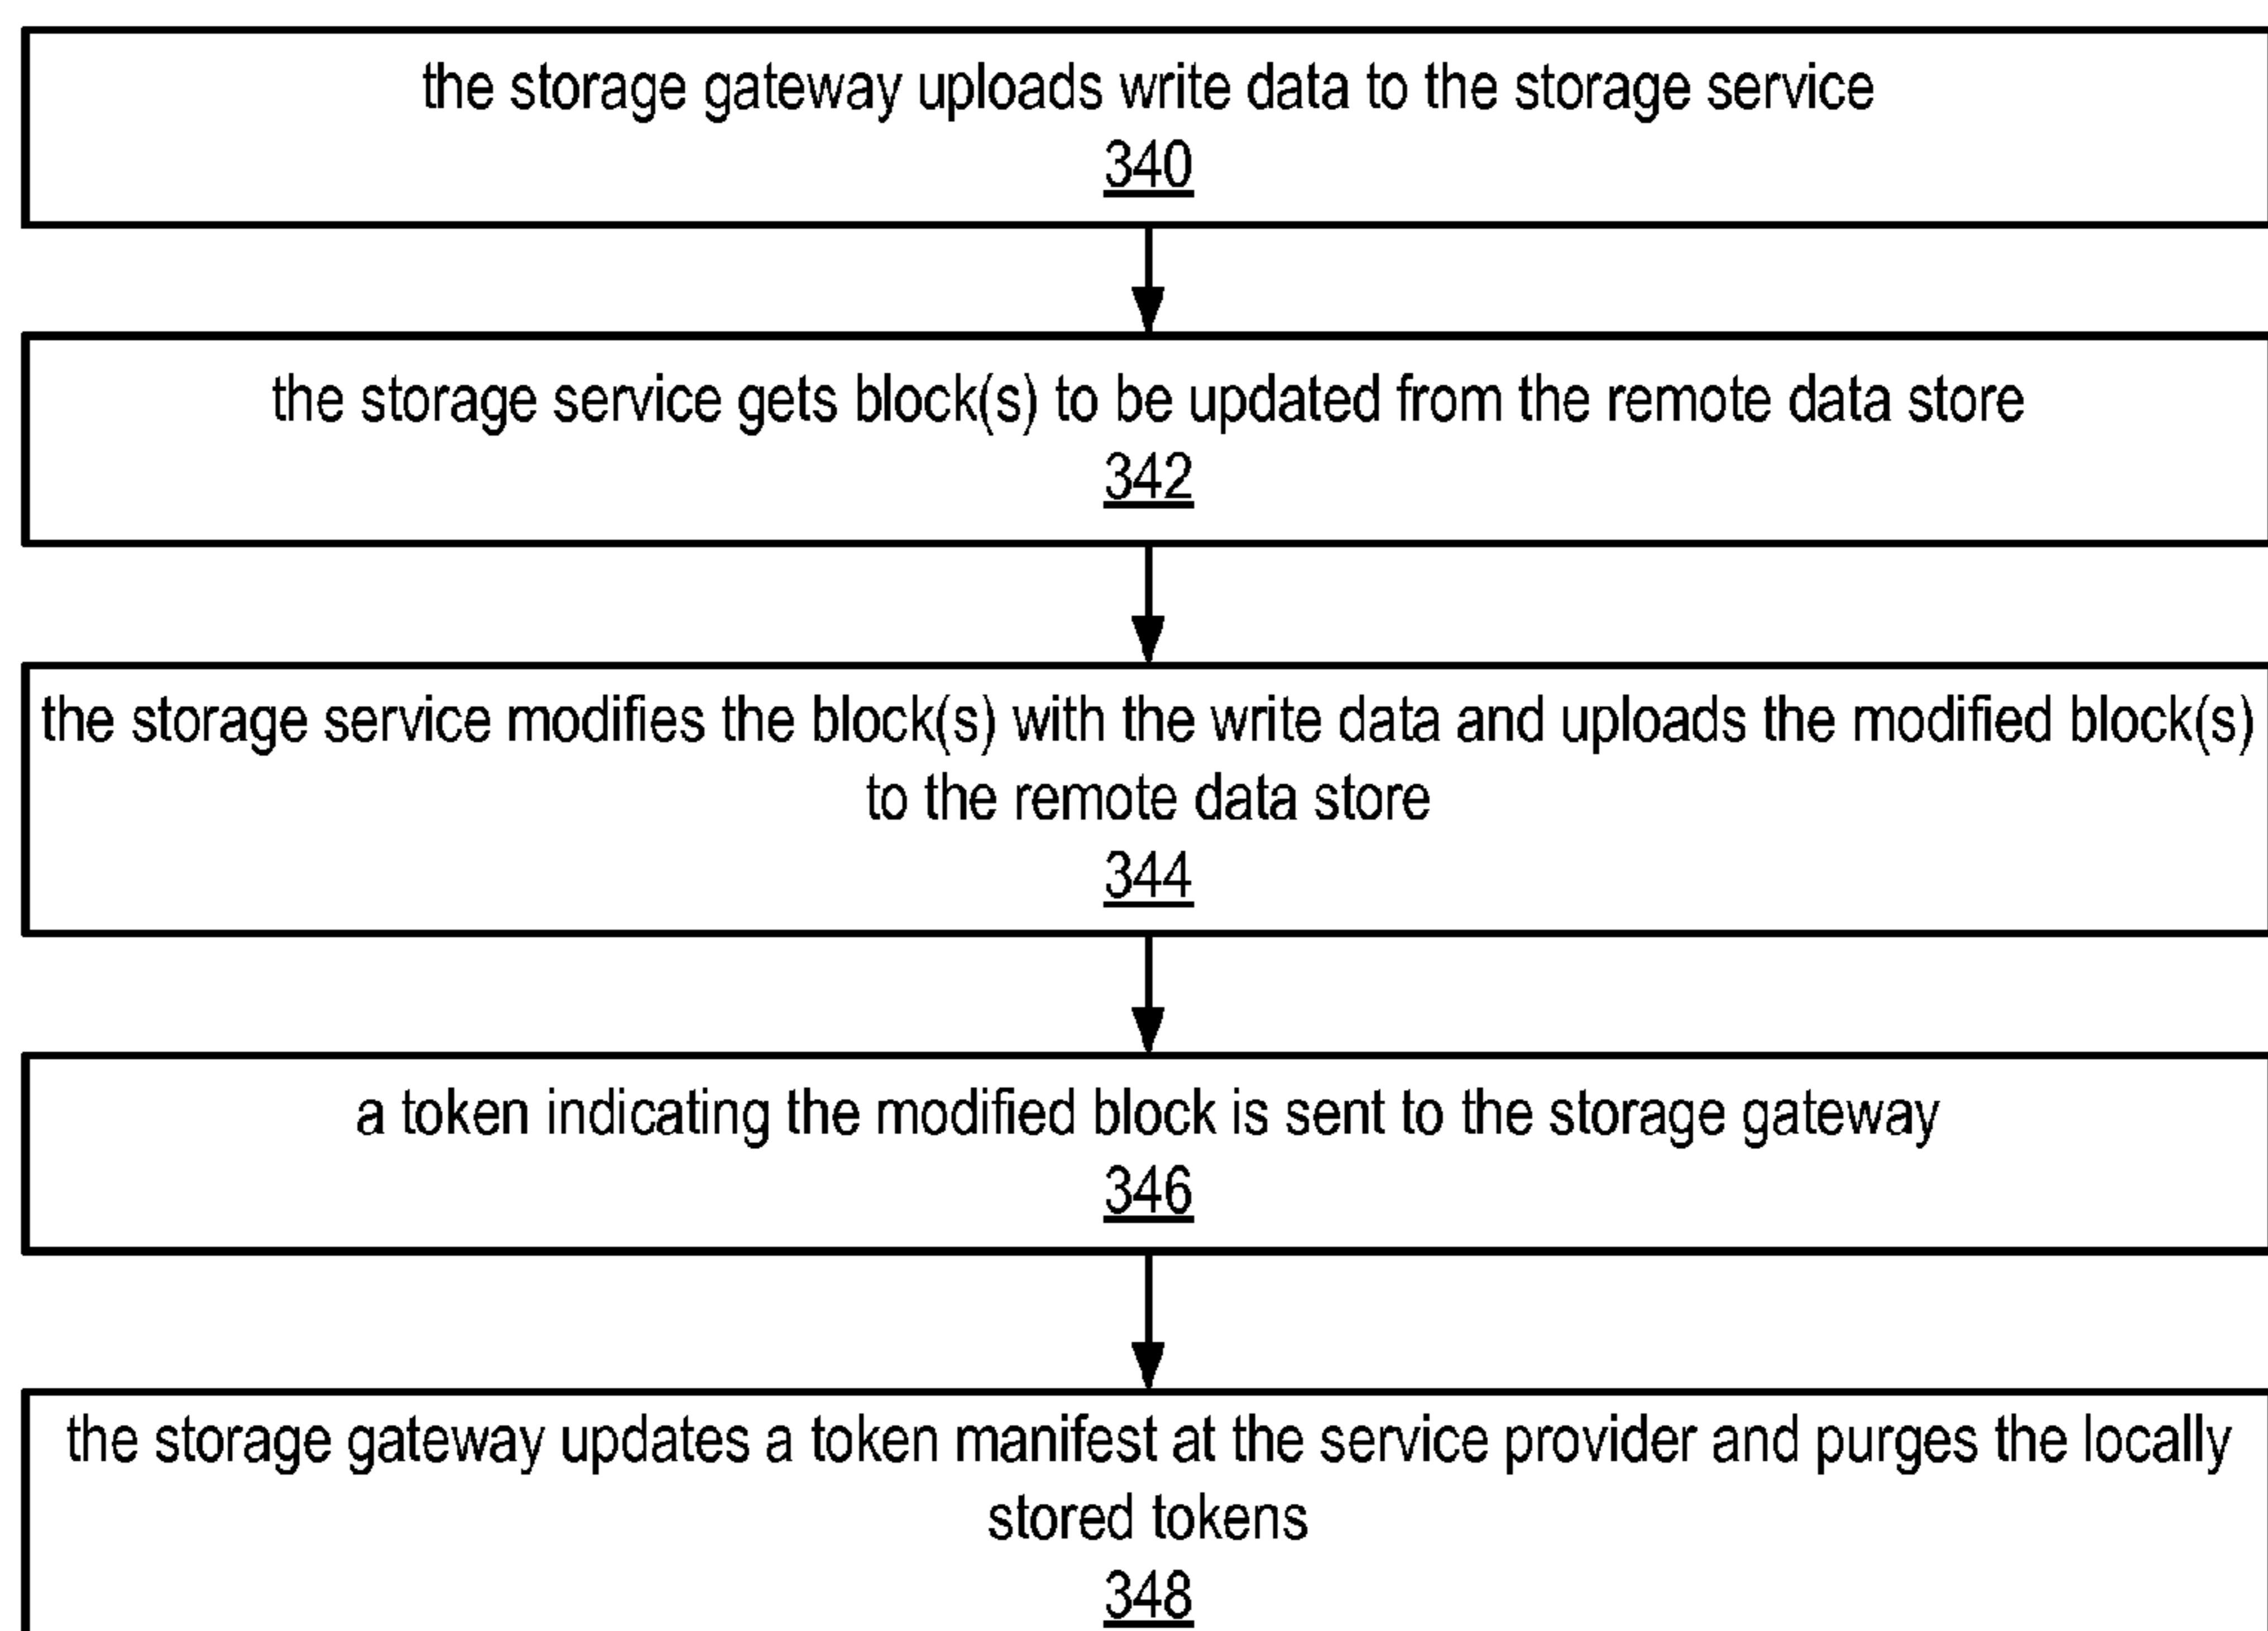 the storage gateway uploads write data to the storage service
340
the storage service gets block(s) to be updated from the remote data store
342
the storage service modifies the block(s) with the write data and uploads the modified block(s)
to the remote data store
344
a token indicating the modified block is sent to the storage gateway
346
the storage gateway updates a token manifest at the service provider and purges the locally
stored tokens
348